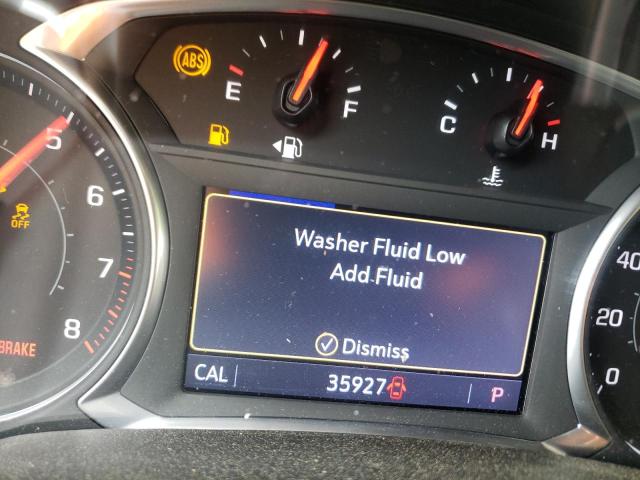 ABS
E
F
C
H
5
6
7
8
OFF
BRAKE
Washer Fluid Low
Add Fluid
Dismiss
CAL
35927
P
40
20
0